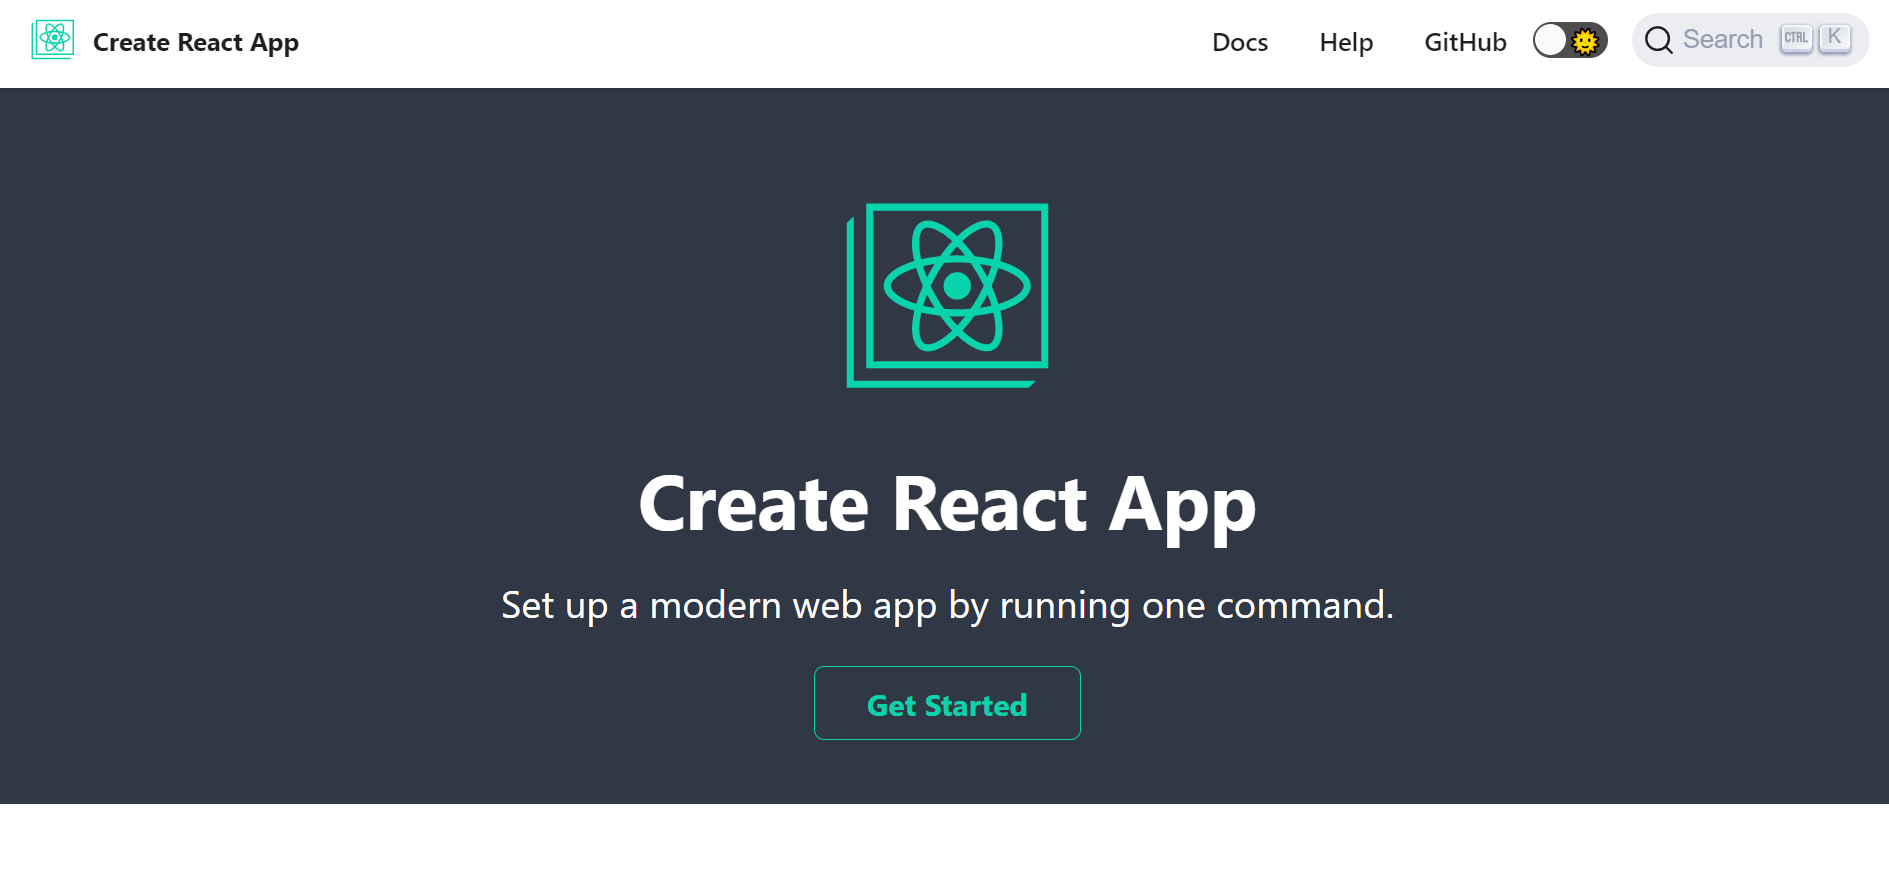 Create React App
Docs Help GitHub Search CTRL K
Create React App
Set up a modern web app by running one command.
Get Started